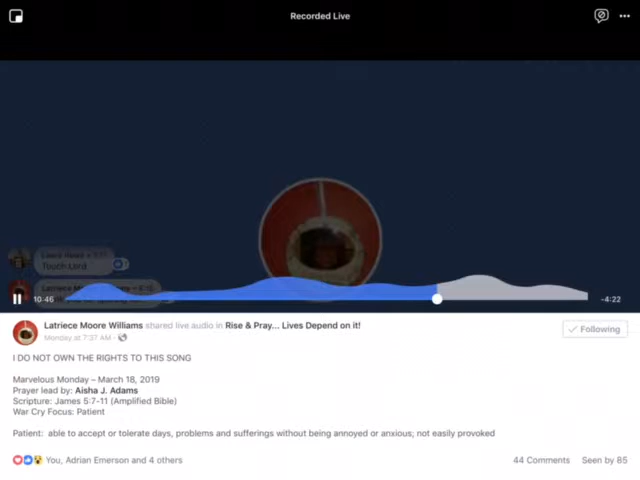 Recorded Live
Touch Lord
10:46
-4:22
Latriece Moore Williams shared live audio in Rise & Pray... Lives Depend on it!
Monday at 7:37 AM ·
Following
I DO NOT OWN THE RIGHTS TO THIS SONG
Marvelous Monday – March 18, 2019
Prayer lead by: Aisha J. Adams
Scripture: James 5:7-11 (Amplified Bible)
War Cry Focus: Patient
Patient: able to accept or tolerate days, problems and sufferings without being annoyed or anxious; not easily provoked
You, Adrian Emerson and 4 others
44 Comments Seen by 85